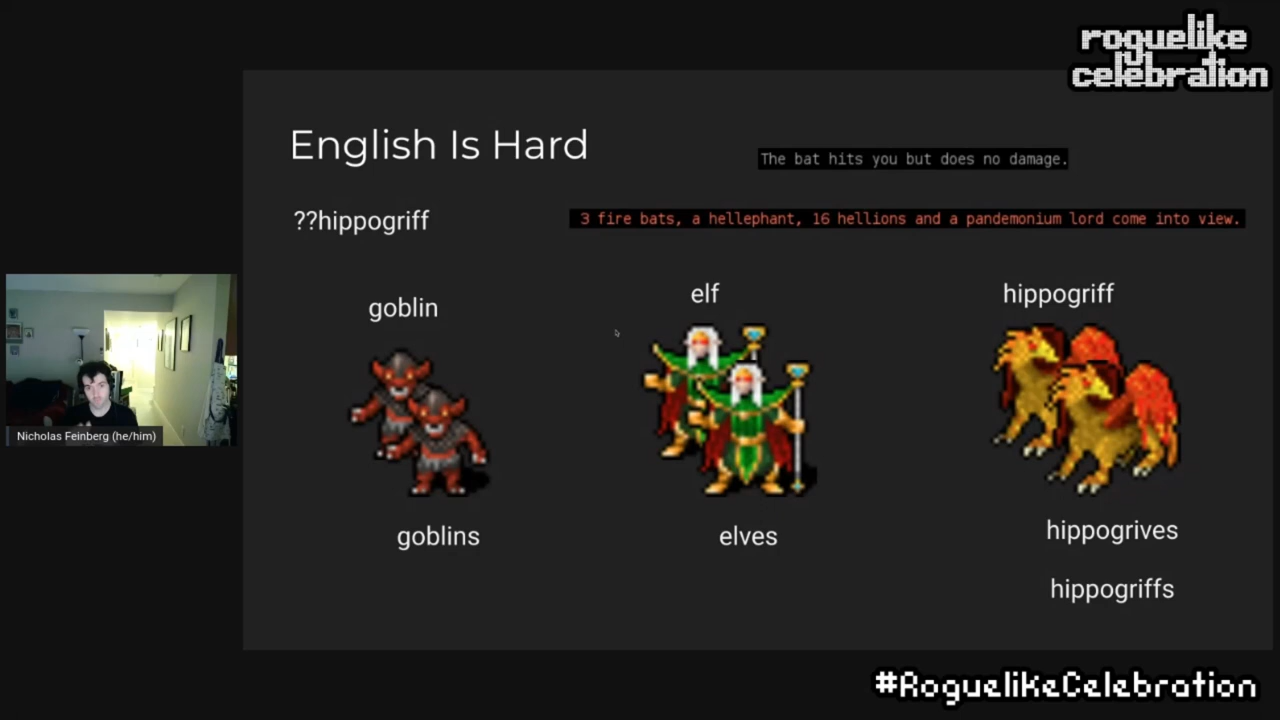 roguelike
celebration
English Is Hard
The bat hits you but does no damage.
??hippogriff
3 fire bats, a hellephant, 16 hellions and a pandemonium lord come into view.
goblin
elf
hippogriff
Nicholas Feinberg (he/him)
goblins
elves
hippogrives
hippogriffs
#RoguelikeCelebration